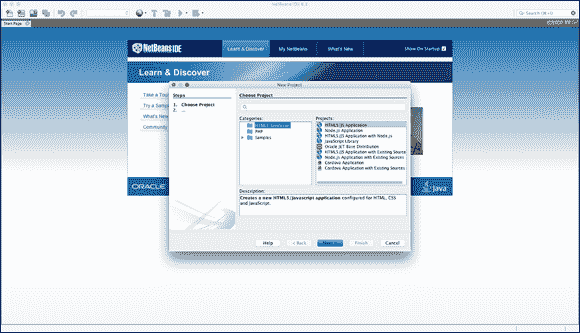 NetBeans IDE 8.2
Search (⌘+I)
Start Page
NetBeans IDE
Learn & Discover
My NetBeans
What's New
Show On Startup
Learn & Discover
Take a Tour
Try a Sample
What's New
Community
New Project
Steps
1. Choose Project
2. ...
Choose Project
Categories:
HTML5/JavaScript
PHP
Samples
Projects:
HTML5/JS Application
Node.js Application
HTML5/JS Application with Node.js
JavaScript Library
Oracle JET Base Distribution
HTML5/JS Application with Existing Sources
Node.js Application with Existing Sources
Cordova Application
Cordova Application with Existing Sources
Description:
Creates a new HTML5/Javascript application configured for HTML, CSS
and JavaScript.
Help
< Back
Next >
Finish
Cancel
ORACLE
Java